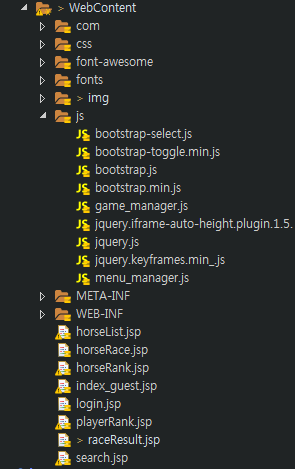 > WebContent
com
css
font-awesome
fonts
> img
js
bootstrap-select.js
bootstrap-toggle.min.js
bootstrap.js
bootstrap.min.js
game_manager.js
jquery.iframe-auto-height.plugin.1.5.
jquery.js
jquery.keyframes.min_.js
menu_manager.js
META-INF
WEB-INF
horseList.jsp
horseRace.jsp
horseRank.jsp
index_guest.jsp
login.jsp
playerRank.jsp
> raceResult.jsp
search.jsp